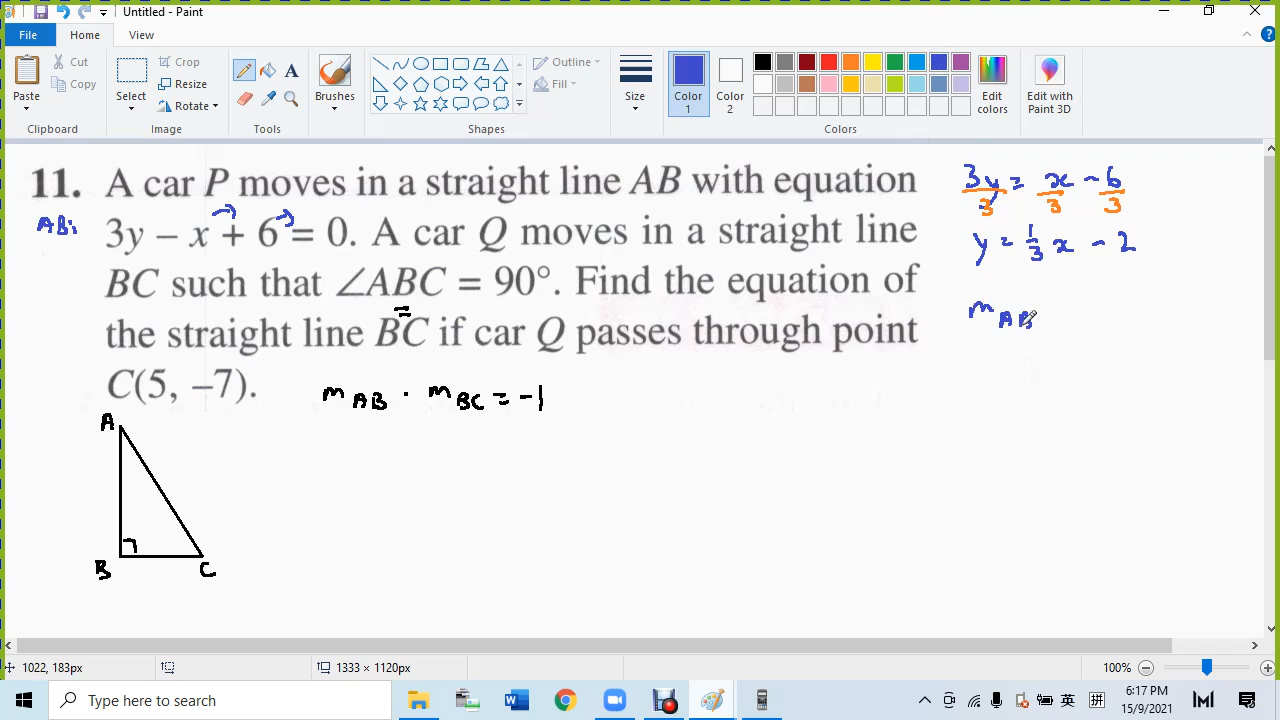 Untitled - Paint
File Home View
Paste Cut Copy Clipboard
Select Crop Resize Rotate Image
Tools
Brushes
Outline Fill Shapes
Size
Color 1 Color 2 Edit colors Colors
Edit with Paint 3D
11. A car P moves in a straight line AB with equation
AB: 3y − x + 6 = 0. A car Q moves in a straight line
BC such that ∠ABC = 90°. Find the equation of
the straight line BC if car Q passes through point
C(5, −7).
m AB · m BC = -1
A
B C
3y/3 = x/3 - 6/3
y = 1/3 x - 2
m AB
1022, 183px 1333 × 1120px 100%
Type here to search
英 拼 6:17 PM
15/9/2021